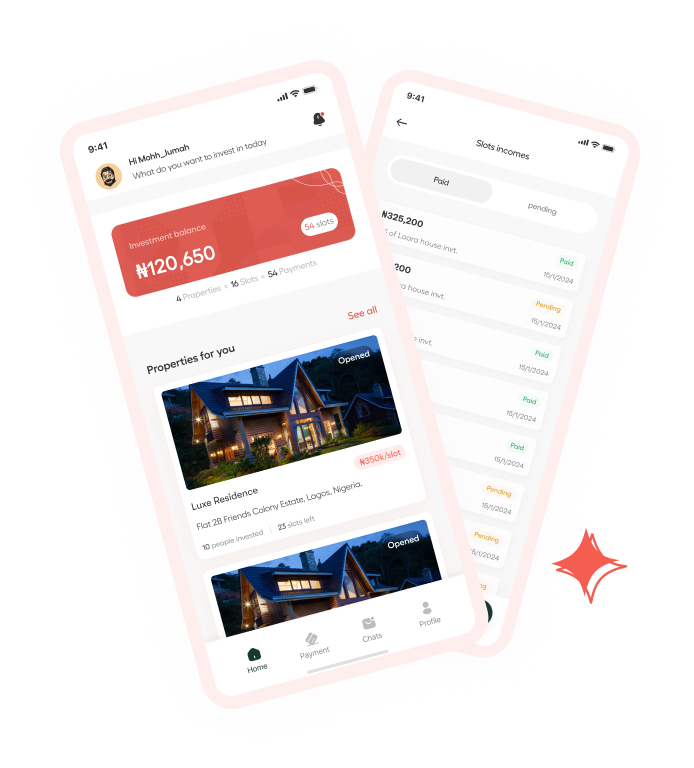 9:41
Hi Mohh_Jumah
What do you want to invest in today
Investment balance
₦120,650
54 slots
4 Properties 16 Slots 54 Payments
See all
Properties for you
Opened
₦350k/slot
Luxe Residence
Flat 2B Friends Colony Estate, Lagos, Nigeria.
10 people invested 23 slots left
Opened
Home
Payment
Chats
Profile
9:41
Slots incomes
Paid
pending
₦325,200
of Laara house invt.
Paid
15/1/2024
200
house invt.
Pending
15/1/2024
invt.
Paid
15/1/2024
Paid
15/1/2024
Paid
15/1/2024
Pending
15/1/2024
Pending
15/1/2024